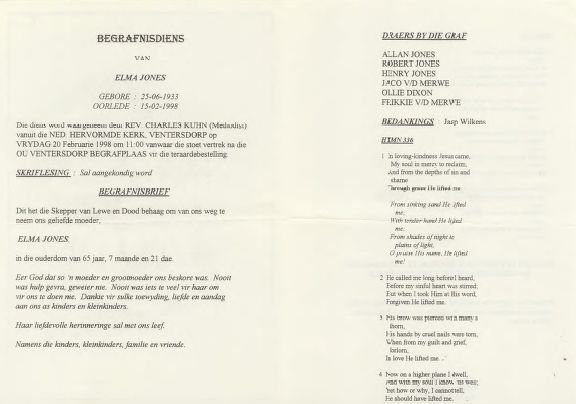 BEGRAFNISDIENS
VAN
ELMA JONES
GEBORE : 25-06-1933
OORLEDE : 15-02-1998
Die diens word waargeneem deur REV. CHARLES KUHN (Metodist)
vanuit die NED. HERVORMDE KERK, VENTERSDORP op
VRYDAG 20 Februarie 1998 om 11:00 vanwaar die stoet vertrek na die
OU VENTERSDORP BEGRAFPLAAS vir die teraardebestelling.
SKRIFLESING : Sal aangekondig word
BEGRAFNISBRIEF
Dit het die Skepper van Lewe en Dood behaag om van ons weg te
neem ons geliefde moeder,
ELMA JONES
in die ouderdom van 65 jaar, 7 maande en 21 dae.
Eer God dat so 'n moeder en grootmoeder ons beskore was. Nooit
was hulp gevra, geweier nie. Nooit was iets te veel vir haar om
vir ons te doen nie. Dankie vir sulke toewyding, liefde en aandag
aan ons as kinders en kleinkinders.
Haar liefdevolle herinneringe sal met ons leef.
Namens die kinders, kleinkinders, familie en vriende.
DRAERS BY DIE GRAF
ALLAN JONES
ROBERT JONES
HENRY JONES
JACO V/D MERWE
OLLIE DIXON
FRIKKIE V/D MERWE
BEDANKINGS : Jasp Wilkens
HYMN 336
1 In loving-kindness Jesus came,
My soul in mercy to reclaim,
And from the depths of sin and
shame
Through grace He lifted me.
From sinking sand He lifted
me;
With tender hand He lifted
me;
From shades of night to
plains of light,
O praise His name, He lifted
me!
2 He called me long before I heard,
Before my sinful heart was stirred;
But when I took Him at His word,
Forgiven He lifted me.
3 His brow was pierced with many a
thorn,
His hands by cruel nails were torn,
When from my guilt and grief,
forlorn,
In love He lifted me. .
4 Now on a higher plane I dwell,
And with my soul I know 'tis well;
Yet how or why, I cannot tell,
He should have lifted me.